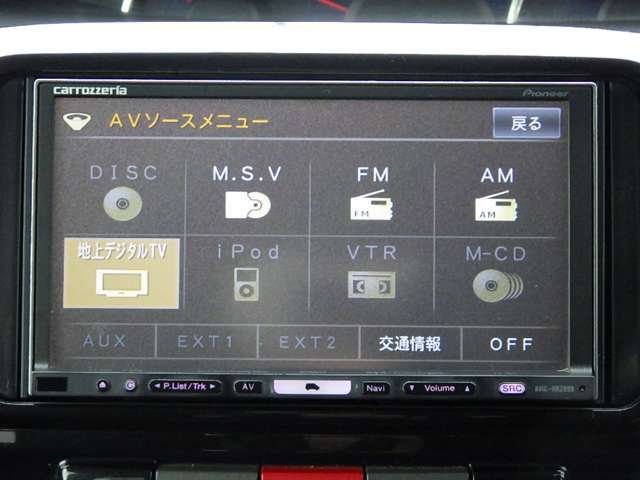 carrozzeria Pioneer
AVソースメニュー 戻る
DISC M.S.V FM AM
FM AM
地上デジタルTV iPod VTR M-CD
AUX EXT1 EXT2 交通情報 OFF
P.List/Trk AV Navi Volume SRC